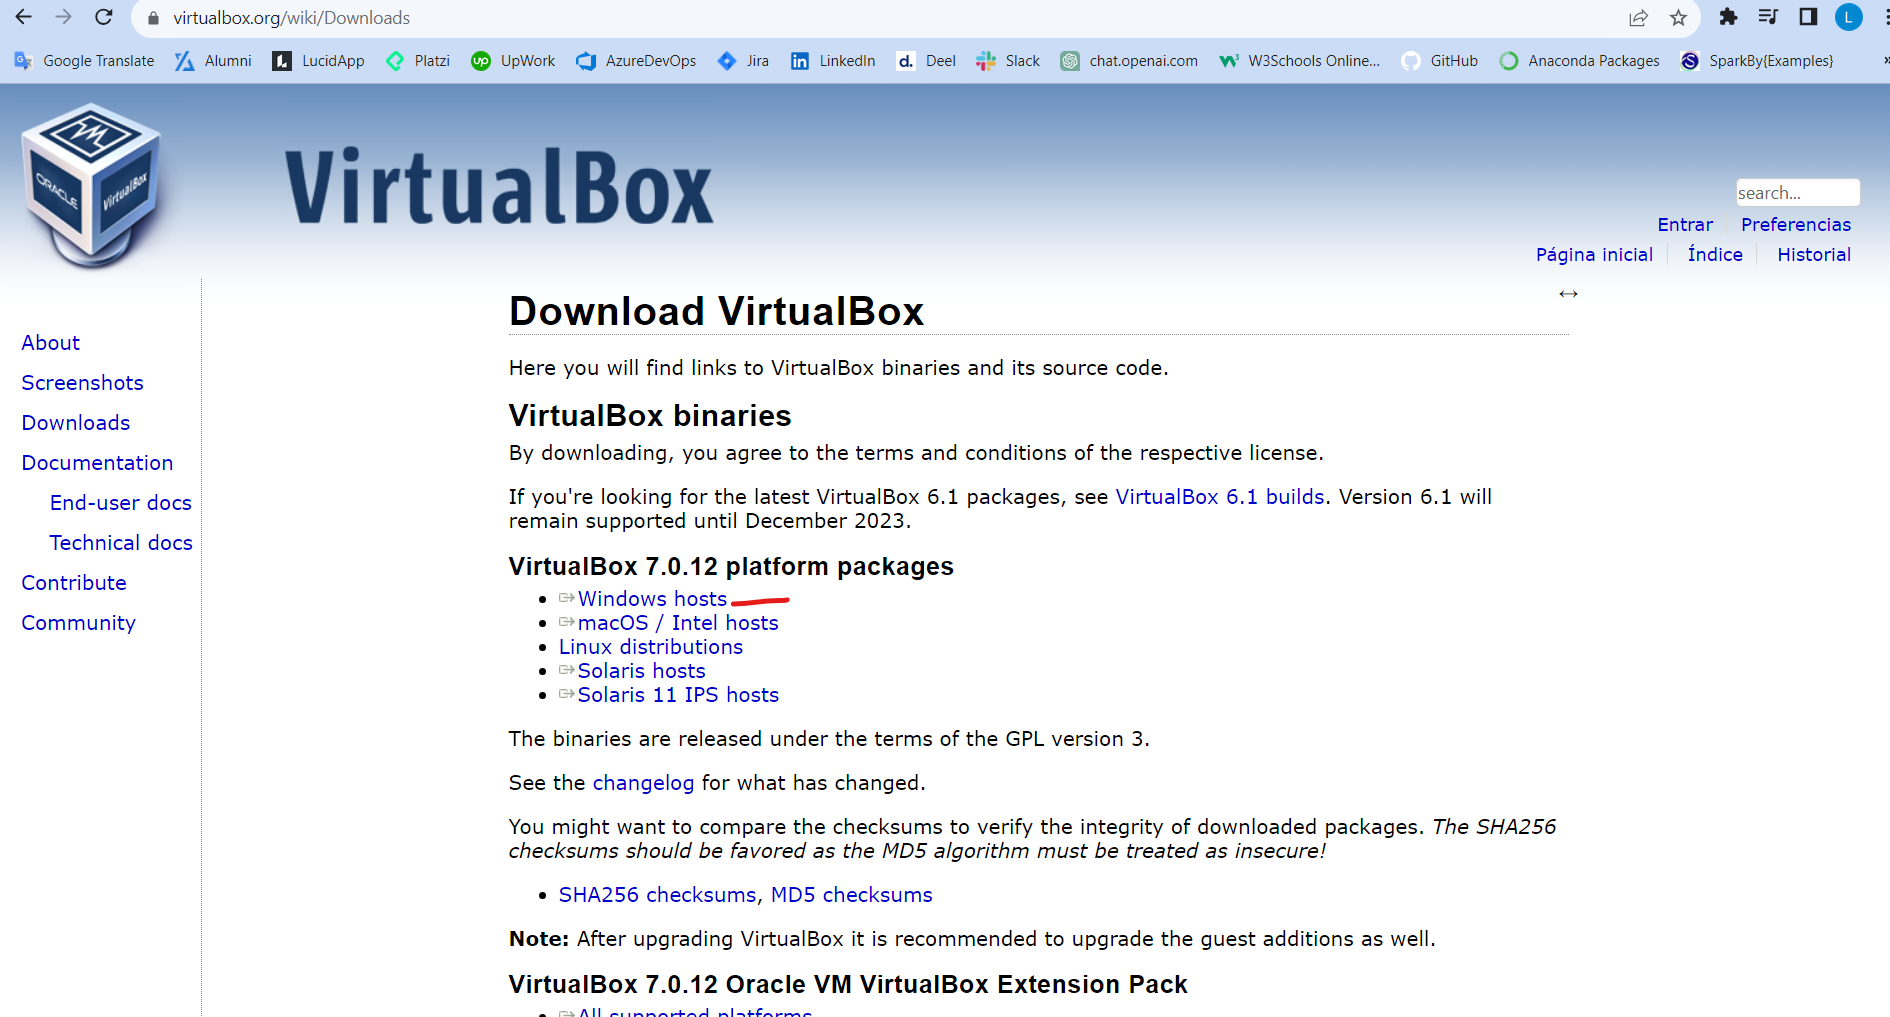 virtualbox.org/wiki/Downloads
L
Google Translate Alumni LucidApp Platzi UpWork AzureDevOps Jira LinkedIn Deel Slack chat.openai.com W3Schools Online... GitHub Anaconda Packages SparkBy{Examples} »
ORACLE
VirtualBox
VirtualBox
search...
Entrar Preferencias
Página inicial Índice Historial
About
Screenshots
Downloads
Documentation
End-user docs
Technical docs
Contribute
Community
Download VirtualBox
Here you will find links to VirtualBox binaries and its source code.
VirtualBox binaries
By downloading, you agree to the terms and conditions of the respective license.
If you're looking for the latest VirtualBox 6.1 packages, see VirtualBox 6.1 builds. Version 6.1 will
remain supported until December 2023.
VirtualBox 7.0.12 platform packages
• Windows hosts
• macOS / Intel hosts
• Linux distributions
• Solaris hosts
• Solaris 11 IPS hosts
The binaries are released under the terms of the GPL version 3.
See the changelog for what has changed.
You might want to compare the checksums to verify the integrity of downloaded packages. The SHA256
checksums should be favored as the MD5 algorithm must be treated as insecure!
• SHA256 checksums, MD5 checksums
Note: After upgrading VirtualBox it is recommended to upgrade the guest additions as well.
VirtualBox 7.0.12 Oracle VM VirtualBox Extension Pack
• All supported platforms